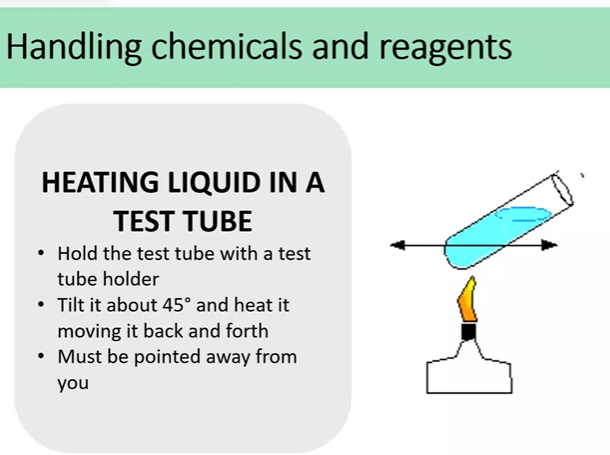 Handling chemicals and reagents
HEATING LIQUID IN A
TEST TUBE
• Hold the test tube with a test
tube holder
• Tilt it about 45° and heat it
moving it back and forth
• Must be pointed away from
you